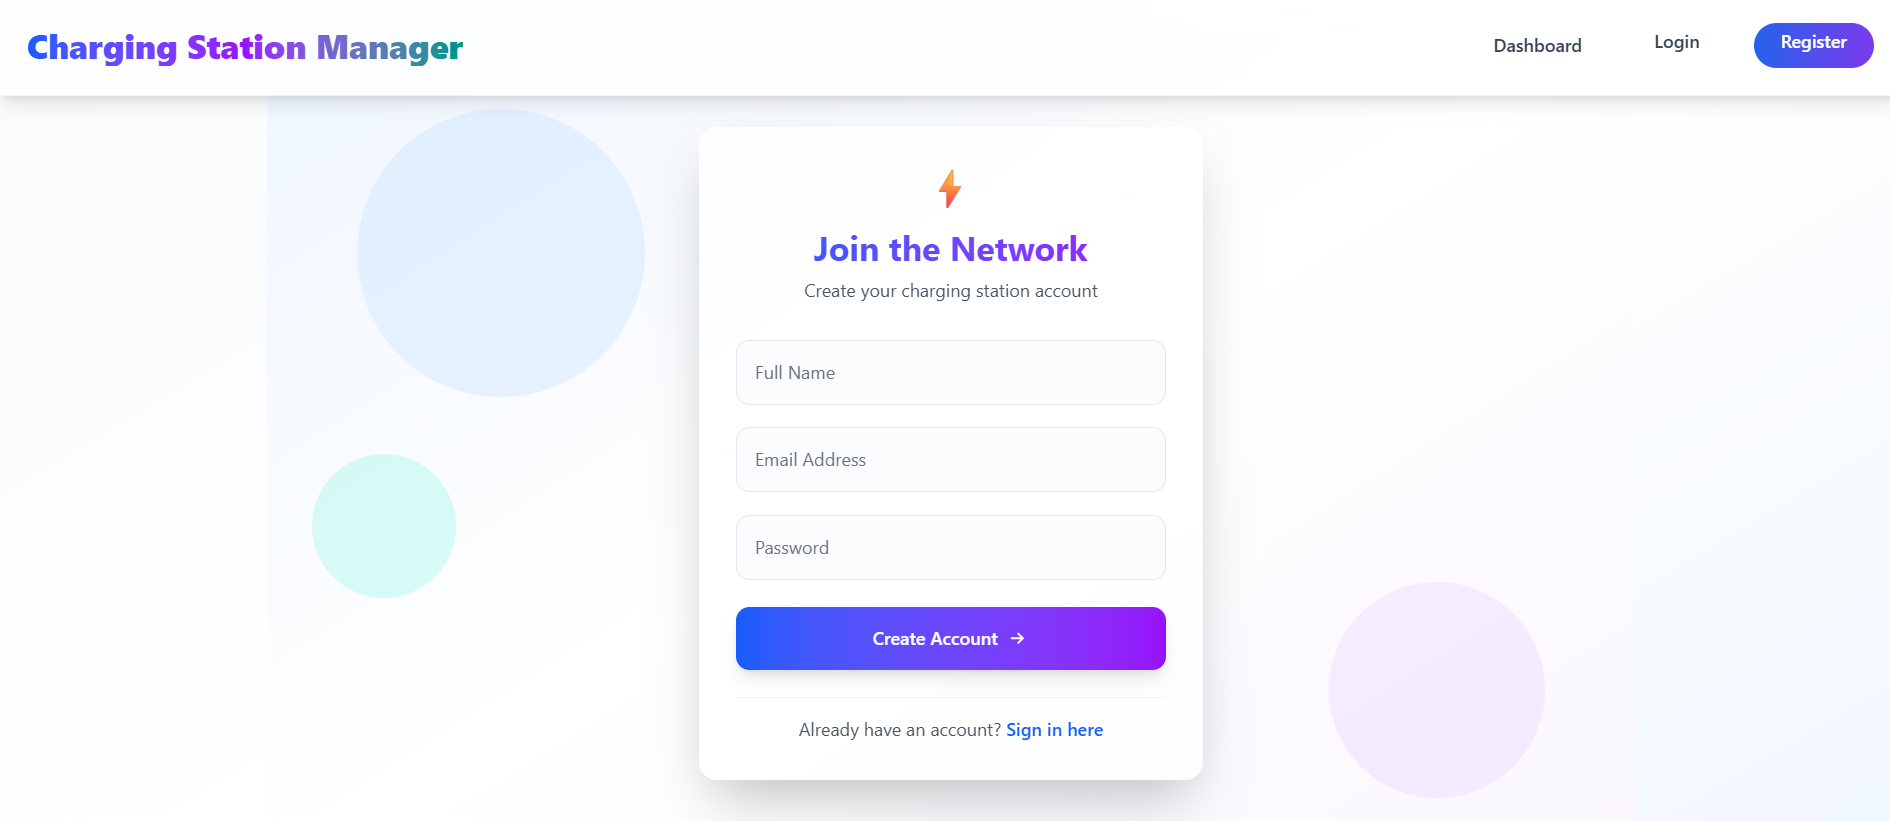 Charging Station Manager
Dashboard
Login
Register
Join the Network
Create your charging station account
Full Name
Email Address
Password
Create Account →
Already have an account? Sign in here